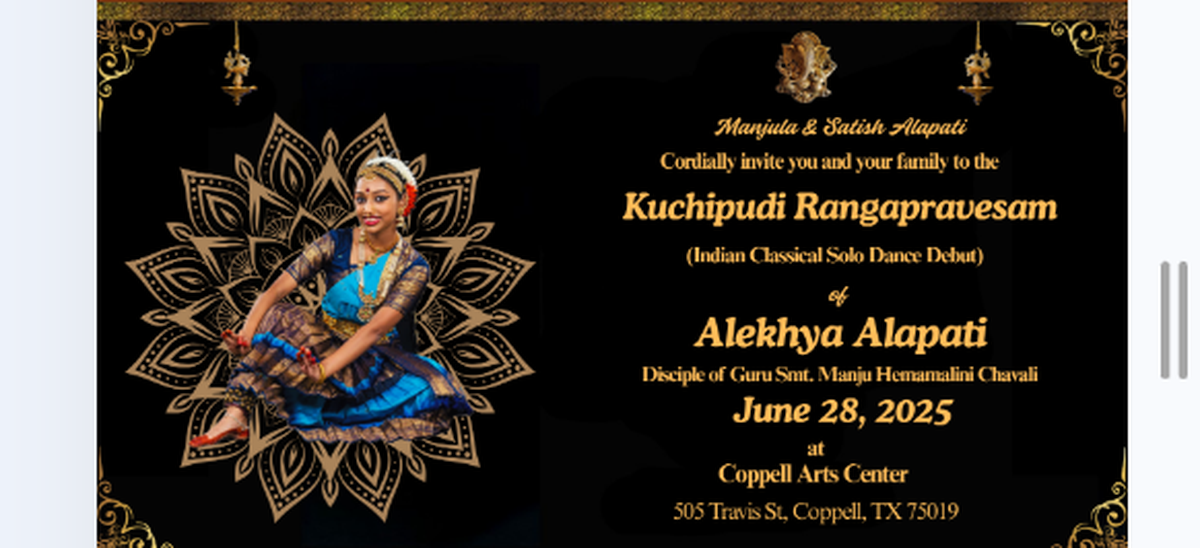 Manjula & Satish Alapati
Cordially invite you and your family to the
Kuchipudi Rangapravesam
(Indian Classical Solo Dance Debut)
of
Alekhya Alapati
Disciple of Guru Smt. Manju Hemamalini Chavali
June 28, 2025
at
Coppell Arts Center
505 Travis St, Coppell, TX 75019